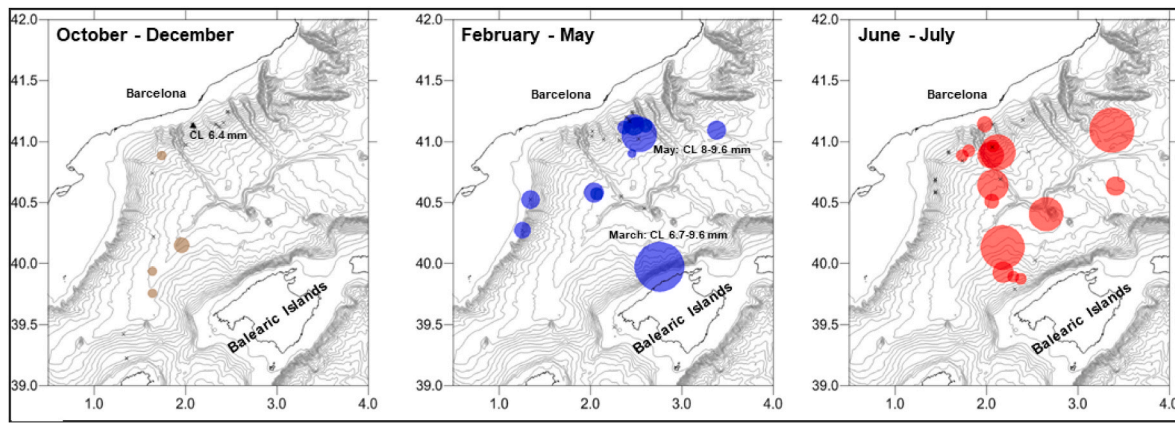 October - December
February - May
June - July
42.0
41.5
41.0
40.5
40.0
39.5
39.0
1.0 2.0 3.0 4.0
Barcelona
CL 6.4 mm
Balearic Islands
42.0
41.5
41.0
40.5
40.0
39.5
39.0
1.0 2.0 3.0 4.0
Barcelona
May: CL 8-9.6 mm
March: CL 6.7-9.6 mm
Balearic Islands
42.0
41.5
41.0
40.5
40.0
39.5
39.0
1.0 2.0 3.0 4.0
Barcelona
Balearic Islands